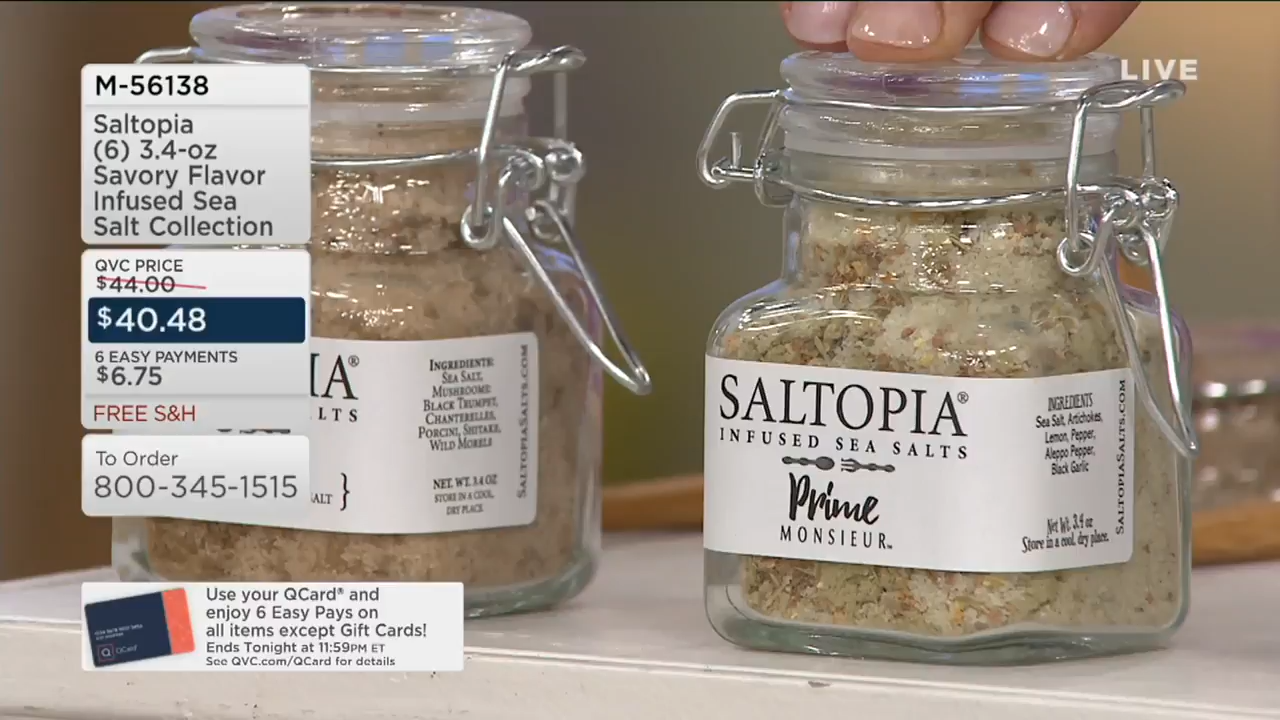 LIVE
M-56138
Saltopia
(6) 3.4-oz
Savory Flavor
Infused Sea
Salt Collection
QVC PRICE
$44.00
$40.48
6 EASY PAYMENTS
$6.75
FREE S&H
To Order
800-345-1515
Use your QCard® and
enjoy 6 Easy Pays on
all items except Gift Cards!
Ends Tonight at 11:59PM ET
See QVC.com/QCard for details
QCard
IA®
LTS
ALT }
INGREDIENTS:
SEA SALT,
MUSHROOMS:
BLACK TRUMPET,
CHANTERELLES,
PORCINI, SHITAKE,
WILD MORELS
NET. WT. 3.4 OZ
STORE IN A COOL,
DRY PLACE.
SALTOPIASALTS.COM
SALTOPIA®
INFUSED SEA SALTS
Prime
MONSIEUR™
INGREDIENTS
Sea Salt, Artichokes,
Lemon, Pepper,
Aleppo Pepper,
Black Garlic
Net Wt. 3.4 oz
Store in a cool, dry place.
SALTOPIASALTS.COM